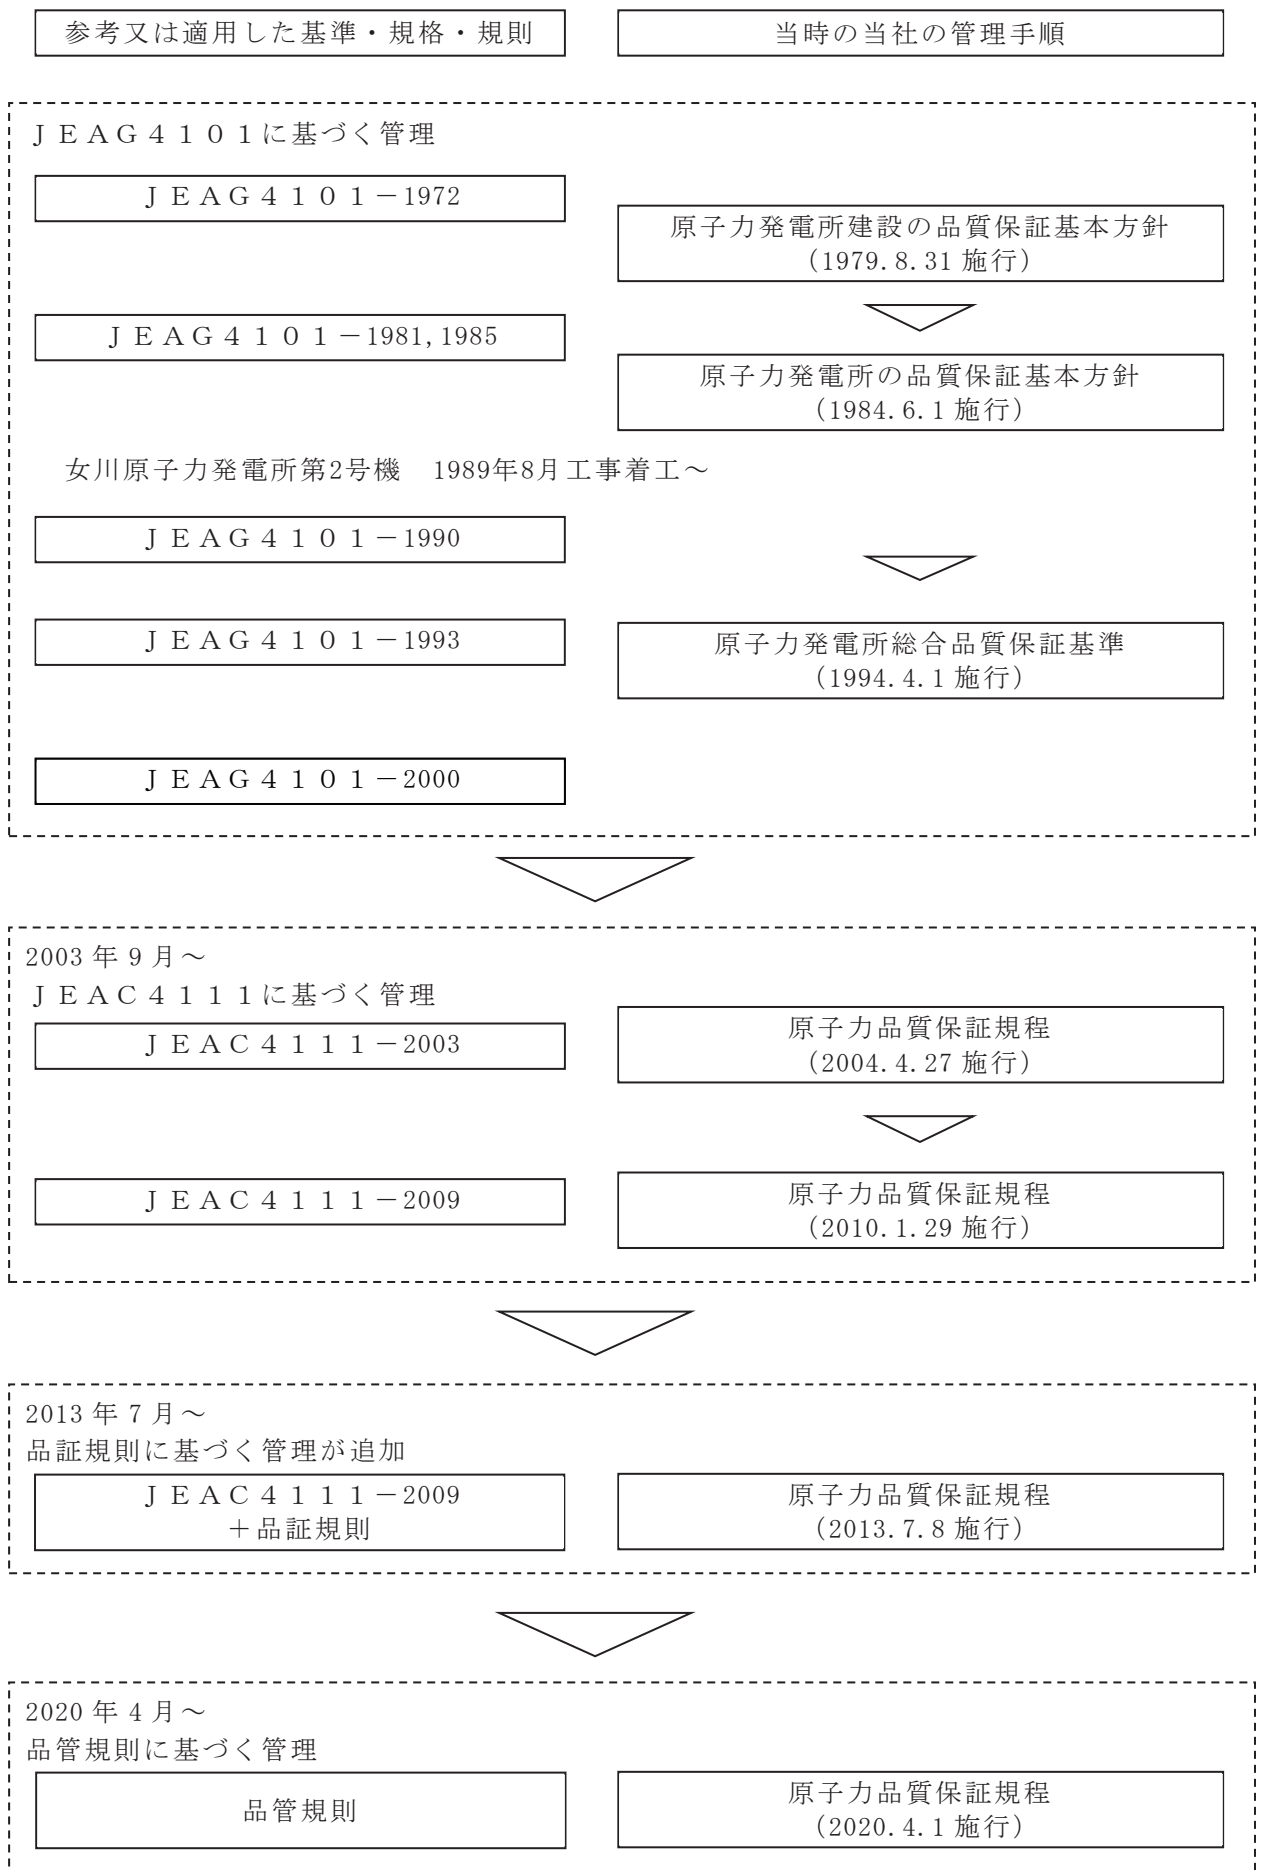 参考又は適用した基準・規格・規則
当時の当社の管理手順
ＪＥＡＧ４１０１に基づく管理
ＪＥＡＧ４１０１－1972
原子力発電所建設の品質保証基本方針
(1979.8.31 施行)
ＪＥＡＧ４１０１－1981,1985
原子力発電所の品質保証基本方針
(1984.6.1 施行)
女川原子力発電所第2号機　1989年8月工事着工～
ＪＥＡＧ４１０１－1990
ＪＥＡＧ４１０１－1993
原子力発電所総合品質保証基準
(1994.4.1 施行)
ＪＥＡＧ４１０１－2000
2003 年 9 月～
ＪＥＡＣ４１１１に基づく管理
ＪＥＡＣ４１１１－2003
原子力品質保証規程
(2004.4.27 施行)
ＪＥＡＣ４１１１－2009
原子力品質保証規程
(2010.1.29 施行)
2013 年 7 月～
品証規則に基づく管理が追加
ＪＥＡＣ４１１１－2009
＋品証規則
原子力品質保証規程
(2013.7.8 施行)
2020 年 4 月～
品管規則に基づく管理
品管規則
原子力品質保証規程
(2020.4.1 施行)